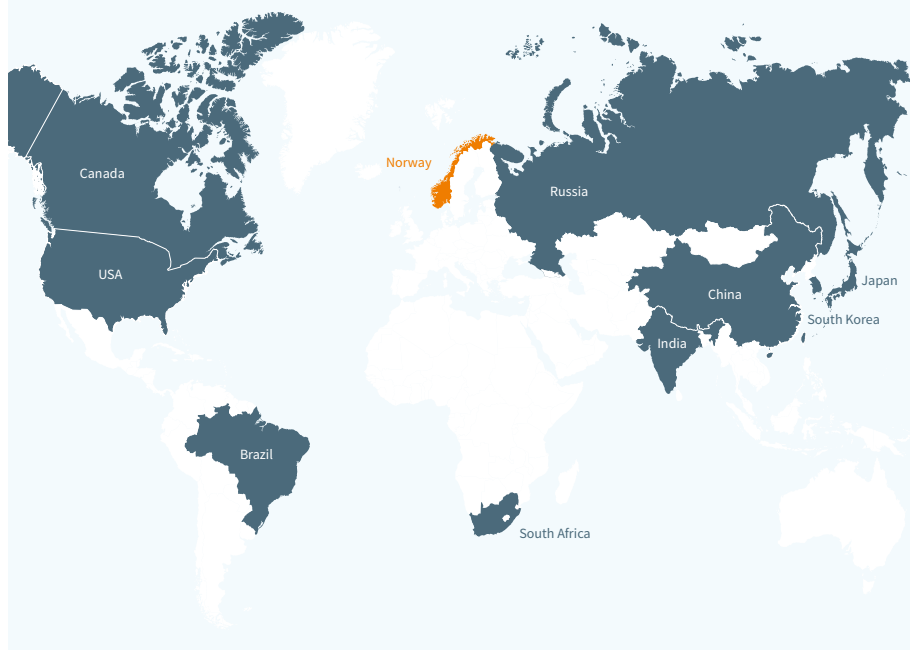 Norway
Canada
Russia
USA
Japan
China
South Korea
India
Brazil
South Africa